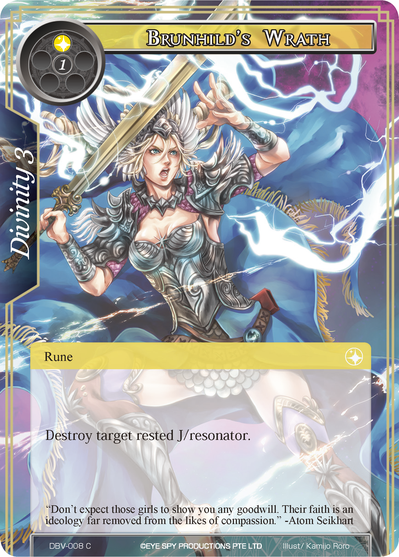 Brunhild's Wrath
1
Divinity 3
Rune
Destroy target rested J/resonator.
“Don't expect those girls to show you any goodwill. Their faith is an
ideology far removed from the likes of compassion.” -Atom Seikhart
DBV-008 C ©EYE SPY PRODUCTIONS PTE LTD Illust/ Kamijo Roro